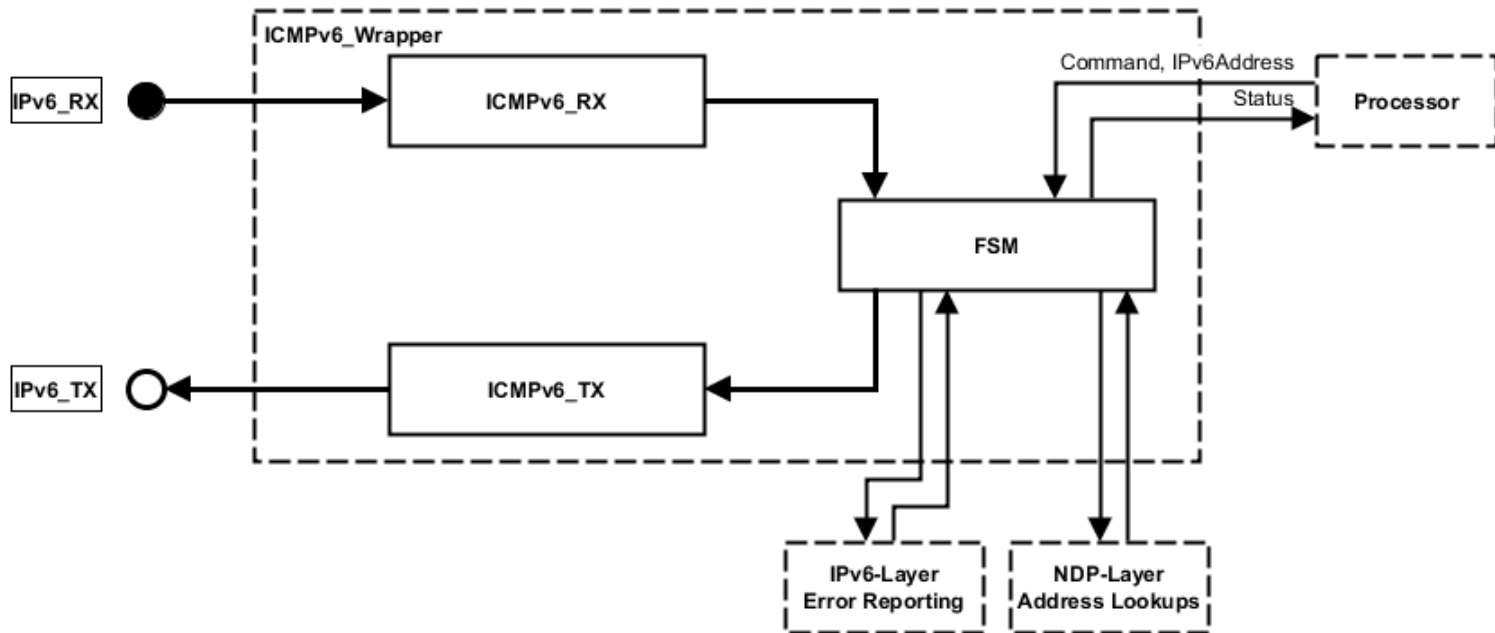 ICMPv6_Wrapper
IPv6_RX
ICMPv6_RX
Command, IPv6Address
Status
Processor
FSM
IPv6_TX
ICMPv6_TX
IPv6-Layer
Error Reporting
NDP-Layer
Address Lookups